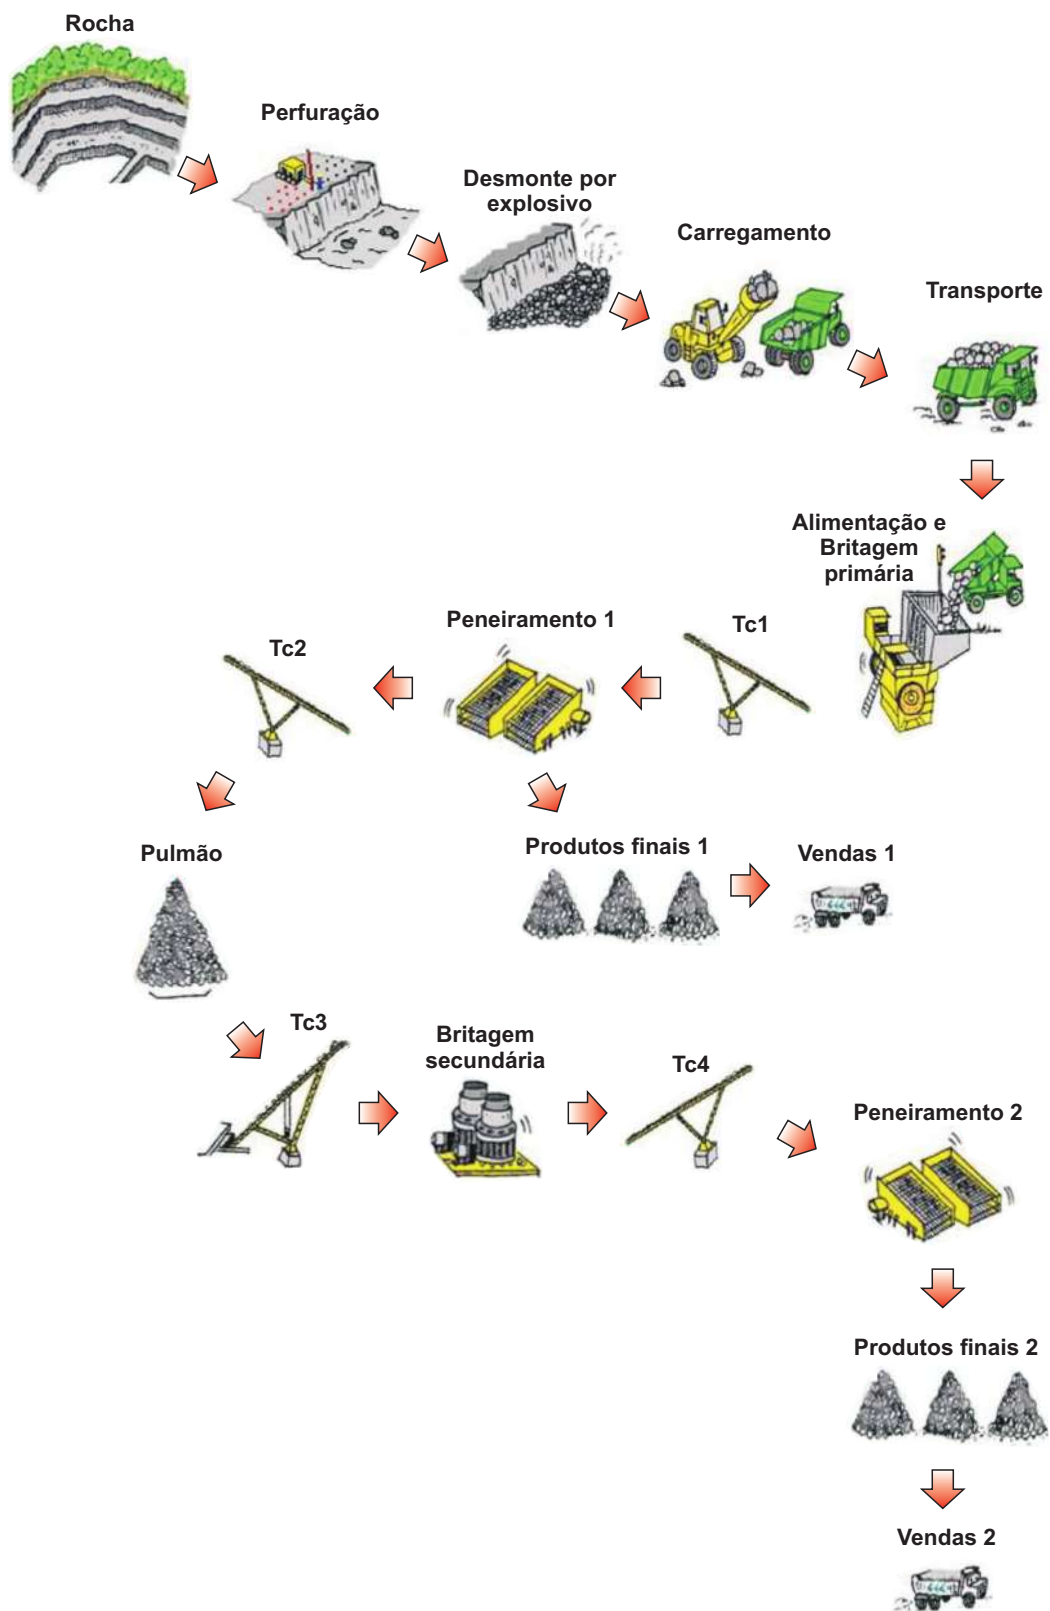 Rocha
Perfuração
Desmonte por
explosivo
Carregamento
Transporte
Alimentação e
Britagem
primária
Tc1
Peneiramento 1
Tc2
Pulmão
Produtos finais 1
Vendas 1
Tc3
Britagem
secundária
Tc4
Peneiramento 2
Produtos finais 2
Vendas 2